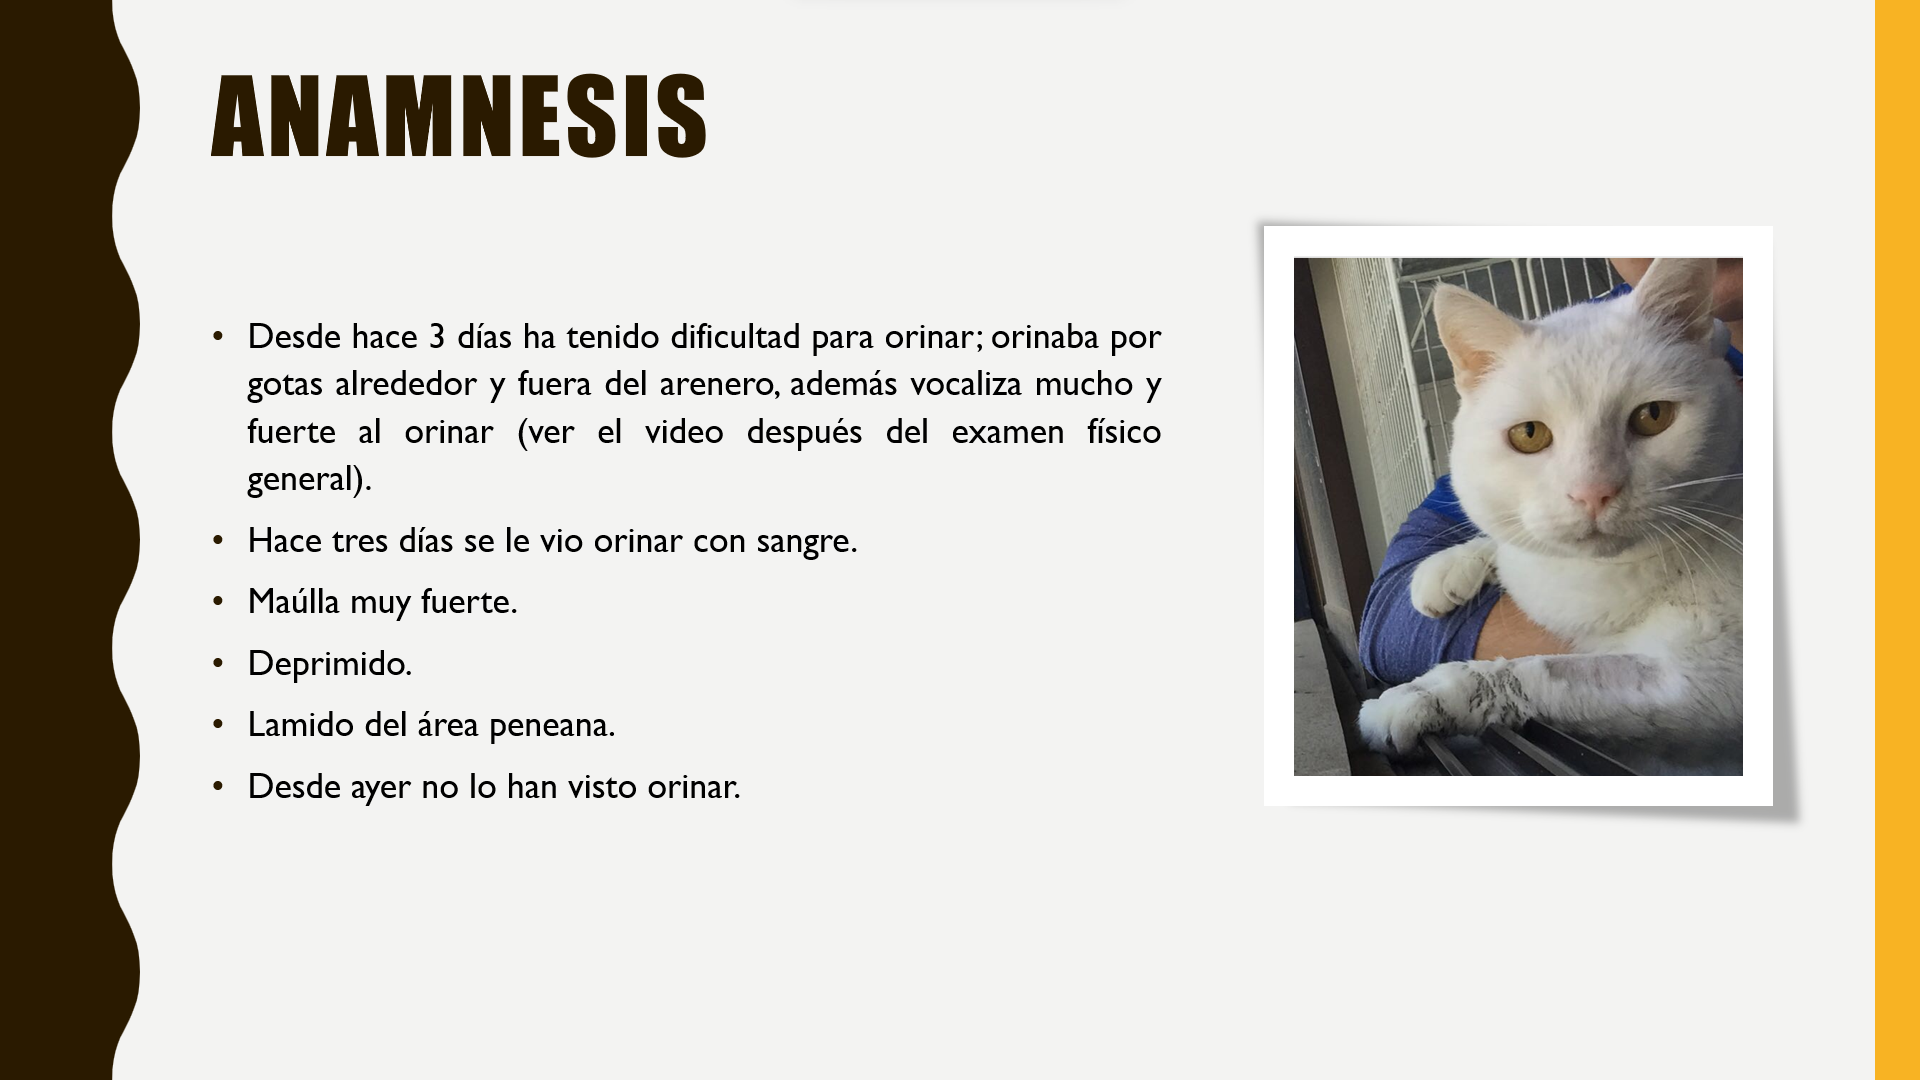 ANAMNESIS
• Desde hace 3 días ha tenido dificultad para orinar; orinaba por
gotas alrededor y fuera del arenero, además vocaliza mucho y
fuerte al orinar (ver el video después del examen físico
general).
• Hace tres días se le vio orinar con sangre.
• Maúlla muy fuerte.
• Deprimido.
• Lamido del área peneana.
• Desde ayer no lo han visto orinar.